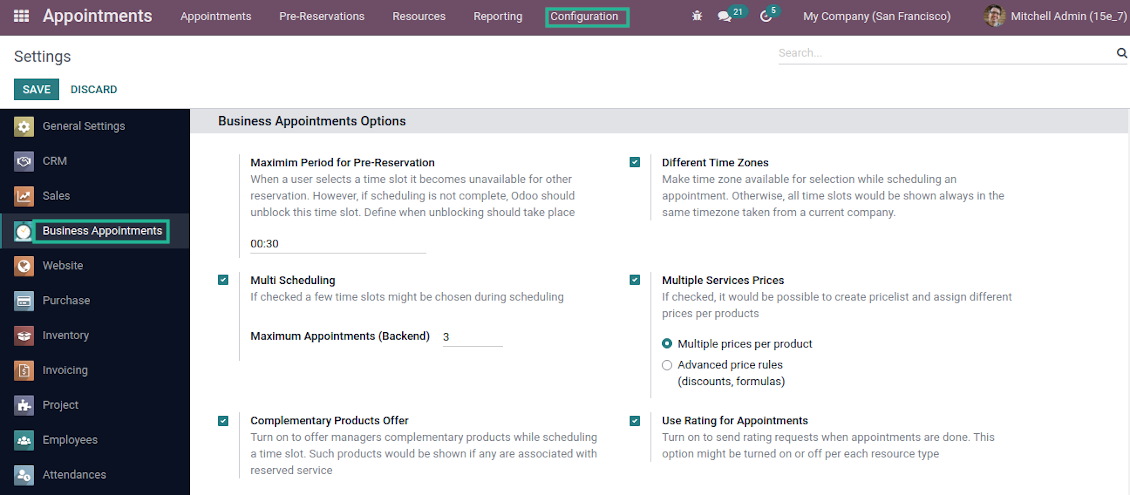 Appointments
Appointments
Pre-Reservations
Resources
Reporting
Configuration
21
5
My Company (San Francisco)
Mitchell Admin (15e_7)
Settings
Search...
SAVE
DISCARD
General Settings
CRM
Sales
Business Appointments
Website
Purchase
Inventory
Invoicing
Project
Employees
Attendances
Business Appointments Options
Maximim Period for Pre-Reservation
When a user selects a time slot it becomes unavailable for other
reservation. However, if scheduling is not complete, Odoo should
unblock this time slot. Define when unblocking should take place
00:30
Different Time Zones
Make time zone available for selection while scheduling an
appointment. Otherwise, all time slots would be shown always in the
same timezone taken from a current company.
Multi Scheduling
If checked a few time slots might be chosen during scheduling
Maximum Appointments (Backend)
3
Multiple Services Prices
If checked, it would be possible to create pricelist and assign different
prices per products
Multiple prices per product
Advanced price rules
(discounts, formulas)
Complementary Products Offer
Turn on to offer managers complementary products while scheduling
a time slot. Such products would be shown if any are associated with
reserved service
Use Rating for Appointments
Turn on to send rating requests when appointments are done. This
option might be turned on or off per each resource type